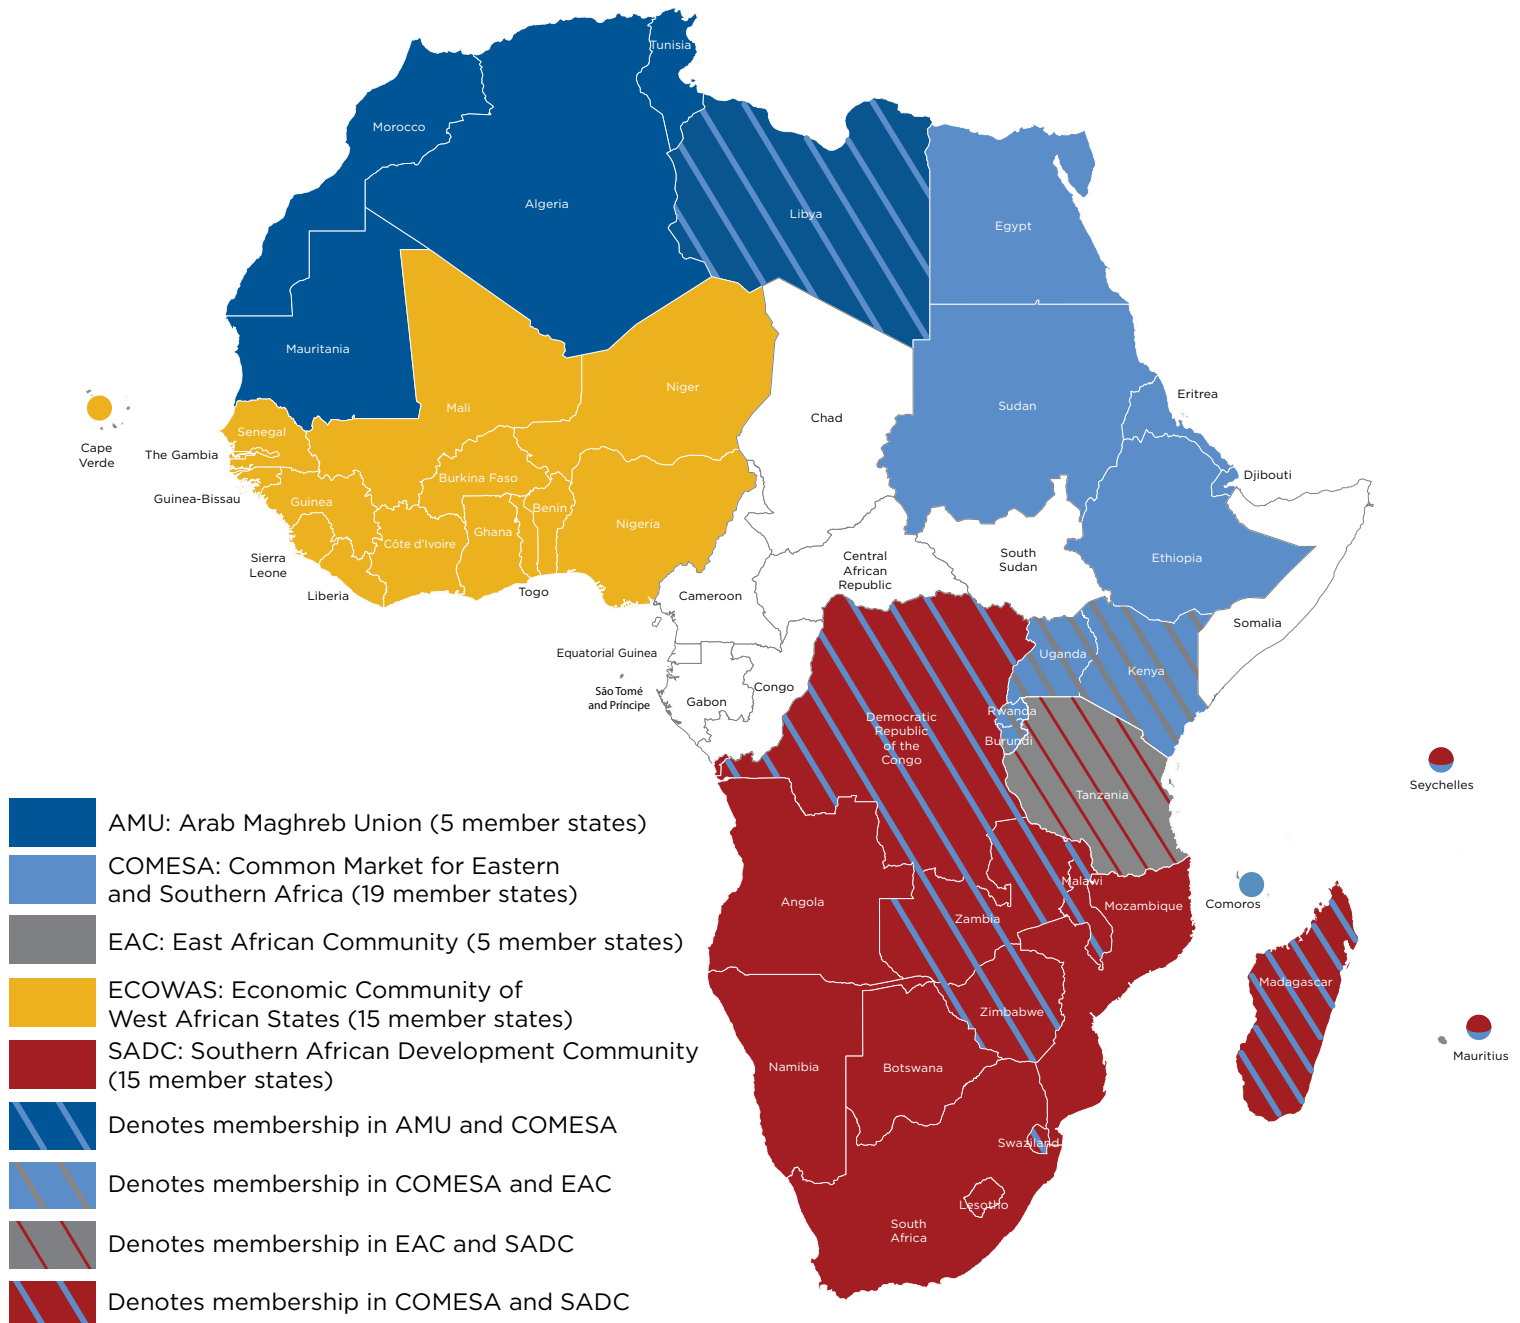 Tunisia
Morocco
Algeria
Libya
Egypt
Mauritania
Mali
Niger
Chad
Sudan
Eritrea
Cape
Verde
Senegal
The Gambia
Guinea-Bissau
Guinea
Burkina Faso
Benin
Ghana
Nigeria
Côte d'Ivoire
Sierra
Leone
Liberia
Togo
Djibouti
Ethiopia
South
Sudan
Central
African
Republic
Cameroon
Somalia
Equatorial Guinea
São Tomé
and Príncipe
Gabon
Congo
Uganda
Kenya
Rwanda
Burundi
Democratic
Republic
of the
Congo
Tanzania
Seychelles
Comoros
Malawi
Mozambique
Angola
Zambia
Madagascar
Zimbabwe
Mauritius
Namibia
Botswana
Swaziland
Lesotho
South
Africa
AMU: Arab Maghreb Union (5 member states)
COMESA: Common Market for Eastern
and Southern Africa (19 member states)
EAC: East African Community (5 member states)
ECOWAS: Economic Community of
West African States (15 member states)
SADC: Southern African Development Community
(15 member states)
Denotes membership in AMU and COMESA
Denotes membership in COMESA and EAC
Denotes membership in EAC and SADC
Denotes membership in COMESA and SADC